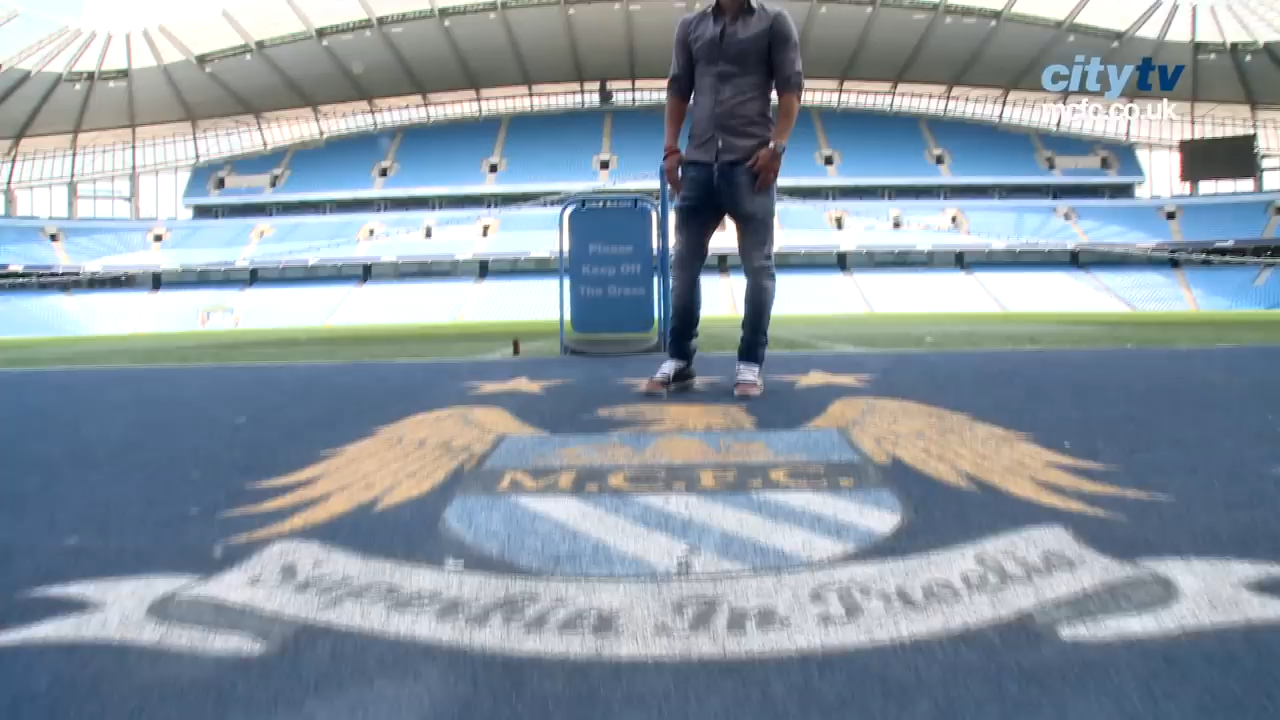 citytv
mcfc.co.uk
Please
Keep Off
The Grass
M.C.F.C.
Superbia In Proelio